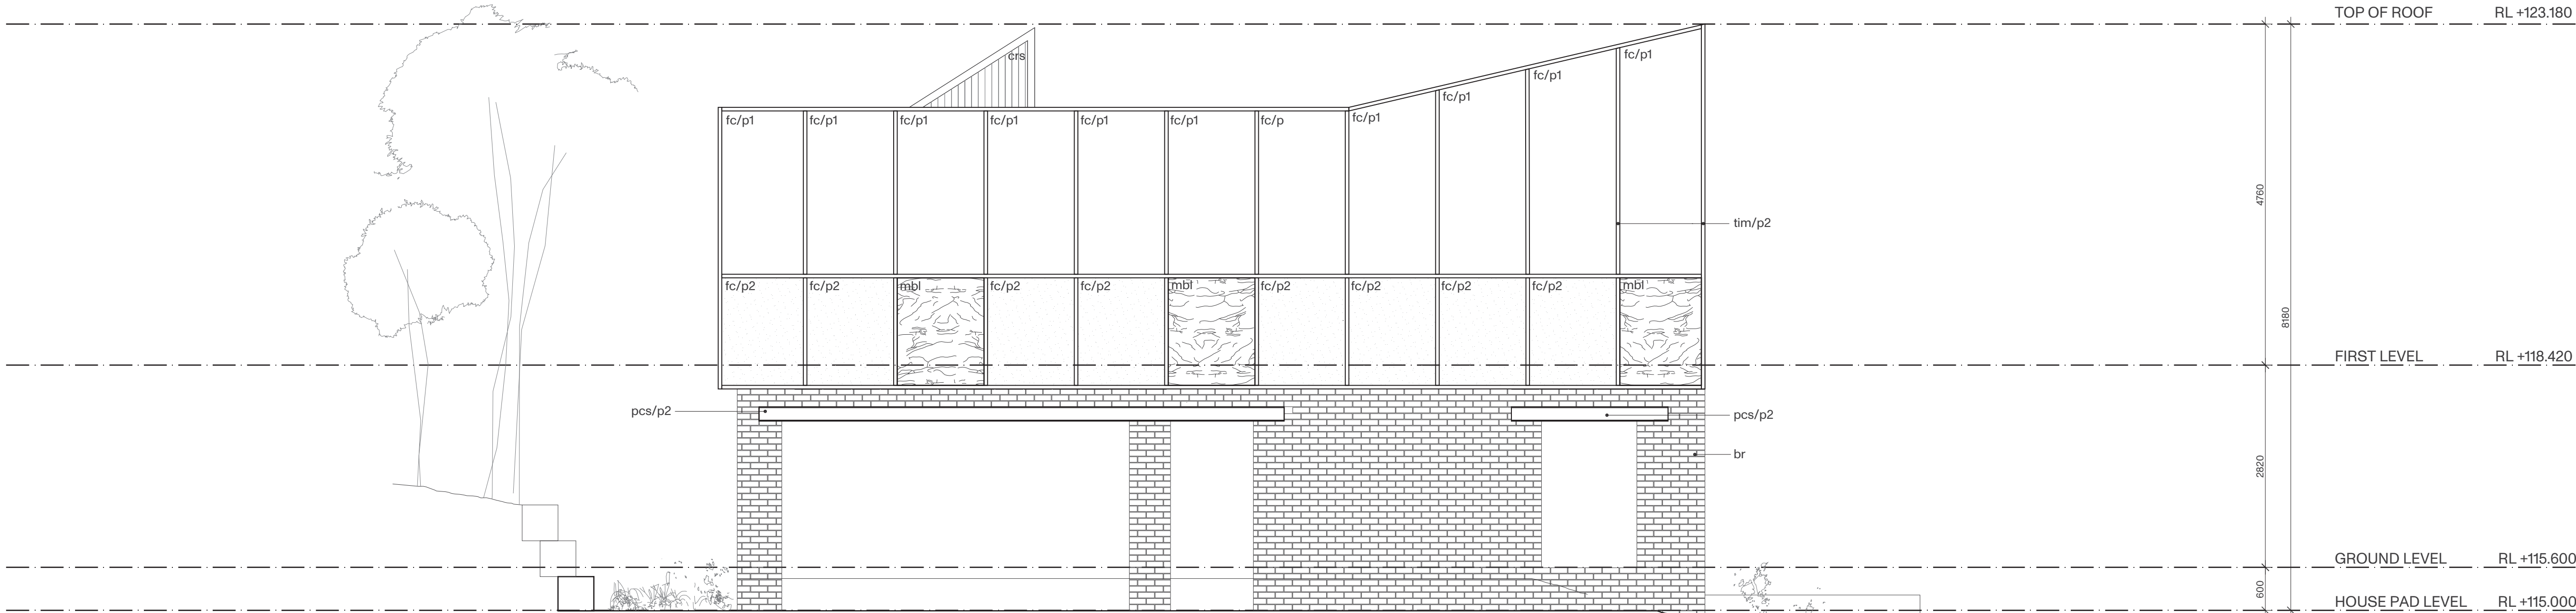 TOP OF ROOF RL +123.180
crs
fc/p1
fc/p1
fc/p1
fc/p1 fc/p1 fc/p1 fc/p1 fc/p1 fc/p1 fc/p fc/p1
4760
tim/p2
fc/p2 fc/p2 mbl fc/p2 fc/p2 mbl fc/p2 fc/p2 fc/p2 fc/p2 mbl
8180
FIRST LEVEL RL +118.420
pcs/p2 pcs/p2
br
2820
GROUND LEVEL RL +115.600
600
HOUSE PAD LEVEL RL +115.000